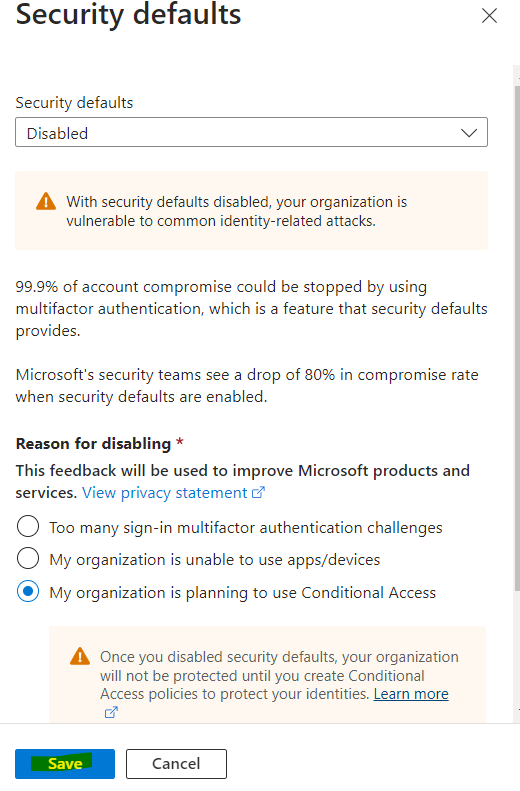 Security defaults
Security defaults
Disabled
With security defaults disabled, your organization is
vulnerable to common identity-related attacks.
99.9% of account compromise could be stopped by using
multifactor authentication, which is a feature that security defaults
provides.
Microsoft's security teams see a drop of 80% in compromise rate
when security defaults are enabled.
Reason for disabling *
This feedback will be used to improve Microsoft products and
services. View privacy statement
Too many sign-in multifactor authentication challenges
My organization is unable to use apps/devices
My organization is planning to use Conditional Access
Once you disabled security defaults, your organization
will not be protected until you create Conditional
Access policies to protect your identities. Learn more
Save Cancel